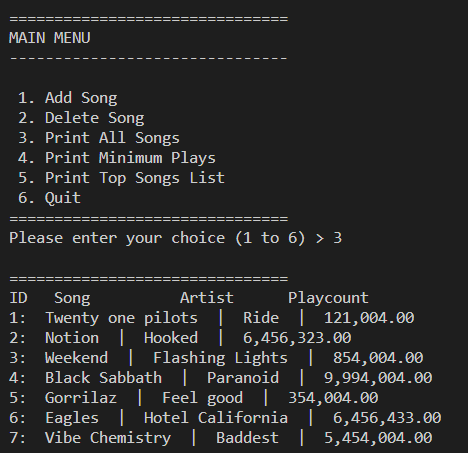 ===============================
MAIN MENU
-------------------------------
1. Add Song
2. Delete Song
3. Print All Songs
4. Print Minimum Plays
5. Print Top Songs List
6. Quit
===============================
Please enter your choice (1 to 6) > 3
===============================
ID   Song          Artist      Playcount
1:  Twenty one pilots  |  Ride  |  121,004.00
2:  Notion  |  Hooked  |  6,456,323.00
3:  Weekend  |  Flashing Lights  |  854,004.00
4:  Black Sabbath  |  Paranoid  |  9,994,004.00
5:  Gorrilaz  |  Feel good  |  354,004.00
6:  Eagles  |  Hotel California  |  6,456,433.00
7:  Vibe Chemistry  |  Baddest  |  5,454,004.00